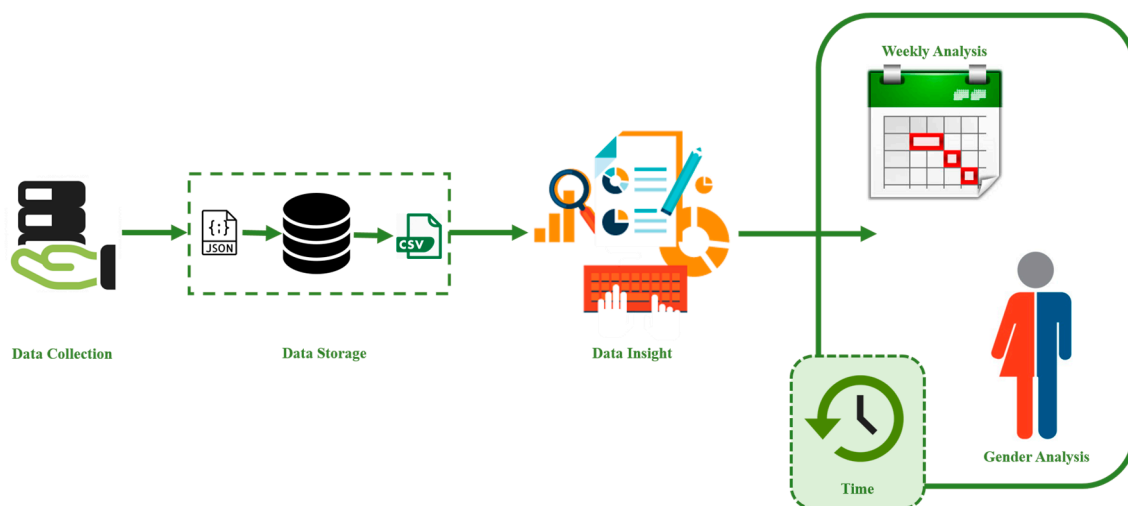 Weekly Analysis
{;}
JSON
CSV
Data Collection
Data Storage
Data Insight
Gender Analysis
Time